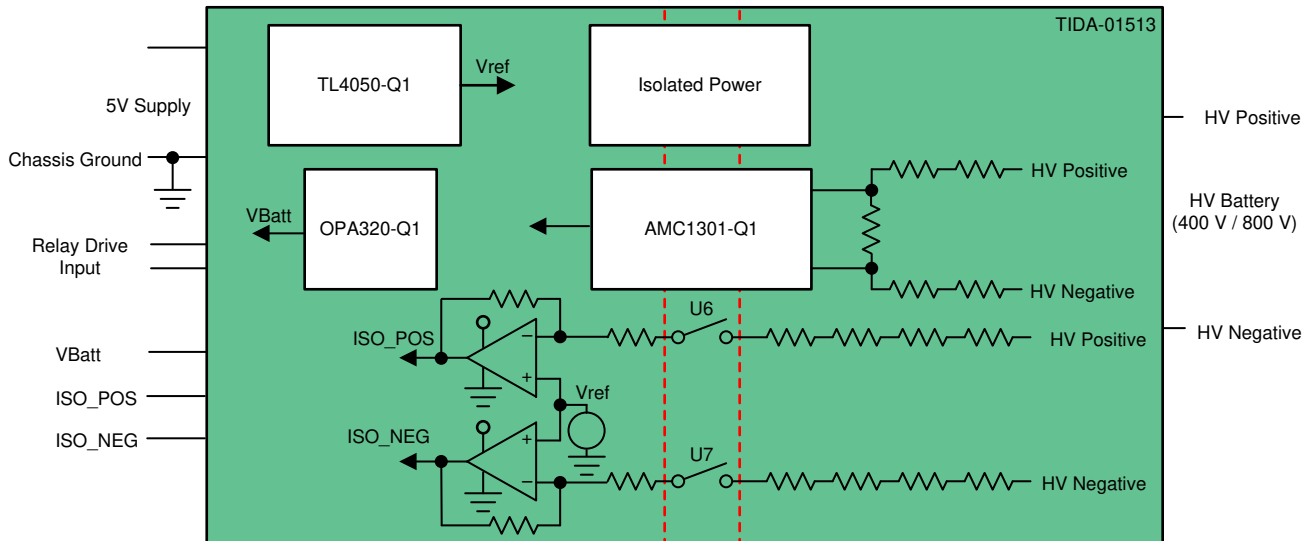 TIDA-01513
5V Supply
Chassis Ground
Relay Drive
Input
VBatt
ISO_POS
ISO_NEG
TL4050-Q1
Vref
Isolated Power
VBatt
OPA320-Q1
AMC1301-Q1
HV Positive
HV Negative
U6
HV Positive
ISO_POS
−
+
Vref
ISO_NEG
+
−
U7
HV Negative
HV Positive
HV Battery
(400 V / 800 V)
HV Negative